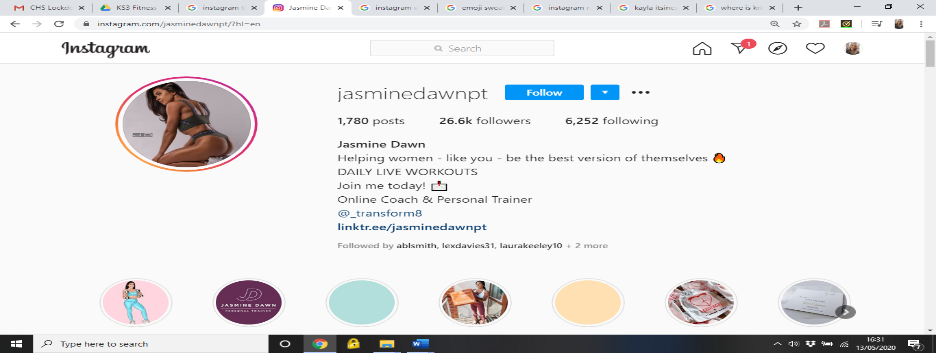 CHS Lockdo
KS3 Fitness
instagram s
Jasmine Da
instagram
emoji swea
instagram
kayla itsines
where is k
instagram.com/jasminedawnpt/?hl=en
Instagram
Search
1
jasminedawnpt
Follow
1,780 posts 26.6k followers 6,252 following
Jasmine Dawn
Helping women - like you - be the best version of themselves 🔥
DAILY LIVE WORKOUTS
Join me today! 📩
Online Coach & Personal Trainer
@_transform8
linktr.ee/jasminedawnpt
Followed by ablsmith, lexdavies31, laurakeeley10 + 2 more
JD
JASMINE DAWN
PERSONAL TRAINER
Type here to search
16:31
13/05/2020